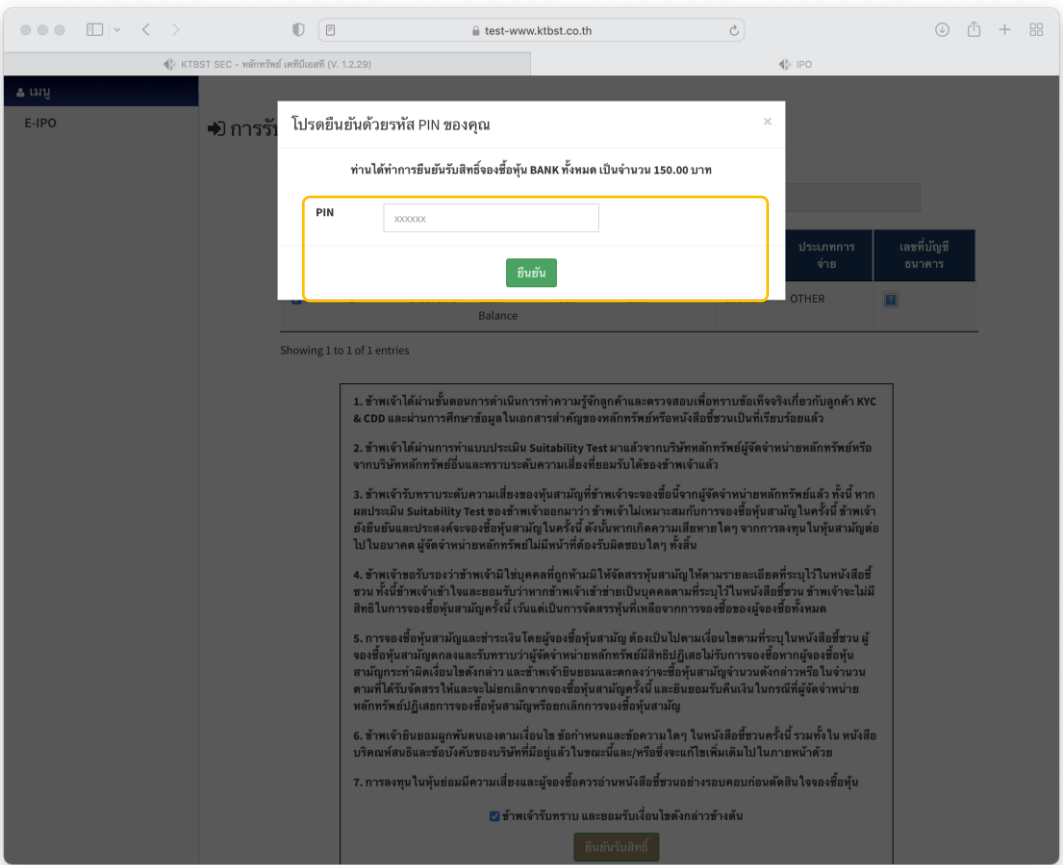 test-www.ktbst.co.th
KTBST SEC - หลักทรัพย์ เคทีบีเอสที (V. 1.2.29)
IPO
เมนู
E-IPO
การรั
โปรดยืนยันด้วยรหัส PIN ของคุณ
×
ท่านได้ทำการยืนยันรับสิทธิ์จองซื้อหุ้น BANK ทั้งหมด เป็นจำนวน 150.00 บาท
PIN
xxxxxx
ยืนยัน
ประเภทการ
จ่าย
เลขที่บัญชี
ธนาคาร
OTHER
?
Balance
Showing 1 to 1 of 1 entries
1. ข้าพเจ้าได้ผ่านขั้นตอนการดำเนินการทำความรู้จักลูกค้าและตรวจสอบเพื่อทราบข้อเท็จจริงเกี่ยวกับลูกค้า KYC
& CDD และผ่านการศึกษาข้อมูลในเอกสารสำคัญของหลักทรัพย์หรือหนังสือชี้ชวนเป็นที่เรียบร้อยแล้ว
2. ข้าพเจ้าได้ผ่านการทำแบบประเมิน Suitability Test มาแล้วจากบริษัทหลักทรัพย์ผู้จัดจำหน่ายหลักทรัพย์หรือ
จากบริษัทหลักทรัพย์อื่นและทราบระดับความเสี่ยงที่ยอมรับได้ของข้าพเจ้าแล้ว
3. ข้าพเจ้ารับทราบระดับความเสี่ยงของหุ้นสามัญที่ข้าพเจ้าจะจองซื้อนี้จากผู้จัดจำหน่ายหลักทรัพย์แล้ว ทั้งนี้ หาก
ผลประเมิน Suitability Test ของข้าพเจ้าออกมาว่า ข้าพเจ้าไม่เหมาะสมกับการจองซื้อหุ้นสามัญในครั้งนี้ ข้าพเจ้า
ยังยืนยันและประสงค์จะจองซื้อหุ้นสามัญในครั้งนี้ ดังนั้นหากเกิดความเสียหายใดๆ จากการลงทุนในหุ้นสามัญต่อ
ไปในอนาคต ผู้จัดจำหน่ายหลักทรัพย์ไม่มีหน้าที่ต้องรับผิดชอบใดๆ ทั้งสิ้น
4. ข้าพเจ้าขอรับรองว่าข้าพเจ้ามิใช่บุคคลที่ถูกห้ามมิให้จัดสรรหุ้นสามัญให้ตามรายละเอียดที่ระบุไว้ในหนังสือชี้
ชวน ทั้งนี้ข้าพเจ้าเข้าใจและยอมรับว่าหากข้าพเจ้าเข้าข่ายเป็นบุคคลตามที่ระบุไว้ในหนังสือชี้ชวน ข้าพเจ้าจะไม่มี
สิทธิในการจองซื้อหุ้นสามัญครั้งนี้ เว้นแต่เป็นการจัดสรรหุ้นที่เหลือจากการจองซื้อของผู้จองซื้อทั้งหมด
5. การจองซื้อหุ้นสามัญและชำระเงินโดยผู้จองซื้อหุ้นสามัญ ต้องเป็นไปตามเงื่อนไขตามที่ระบุในหนังสือชี้ชวน ผู้
จองซื้อหุ้นสามัญตกลงและรับทราบว่าผู้จัดจำหน่ายหลักทรัพย์มีสิทธิปฏิเสธไม่รับการจองซื้อหากผู้จองซื้อหุ้น
สามัญกระทำผิดเงื่อนไขดังกล่าว และข้าพเจ้ายินยอมและตกลงว่าจะซื้อหุ้นสามัญจำนวนดังกล่าวหรือในจำนวน
ตามที่ได้รับจัดสรรให้และจะไม่ยกเลิกจากจองซื้อหุ้นสามัญครั้งนี้ และยินยอมรับคืนเงินในกรณีที่ผู้จัดจำหน่าย
หลักทรัพย์ปฏิเสธการจองซื้อหุ้นสามัญหรือยกเลิกการจองซื้อหุ้นสามัญ
6. ข้าพเจ้ายินยอมผูกพันตนเองตามเงื่อนไข ข้อกำหนดและข้อความใดๆ ในหนังสือชี้ชวนครั้งนี้ รวมทั้งใน หนังสือ
บริคณห์สนธิและข้อบังคับของบริษัทที่มีอยู่แล้วในขณะนี้และ/หรือซึ่งจะแก้ไขเพิ่มเติมไปในภายหน้าด้วย
7. การลงทุนในหุ้นย่อมมีความเสี่ยงและผู้จองซื้อควรอ่านหนังสือชี้ชวนอย่างรอบคอบก่อนตัดสินใจจองซื้อหุ้น
ข้าพเจ้ารับทราบ และยอมรับเงื่อนไขดังกล่าวข้างต้น
ยืนยันรับสิทธิ์